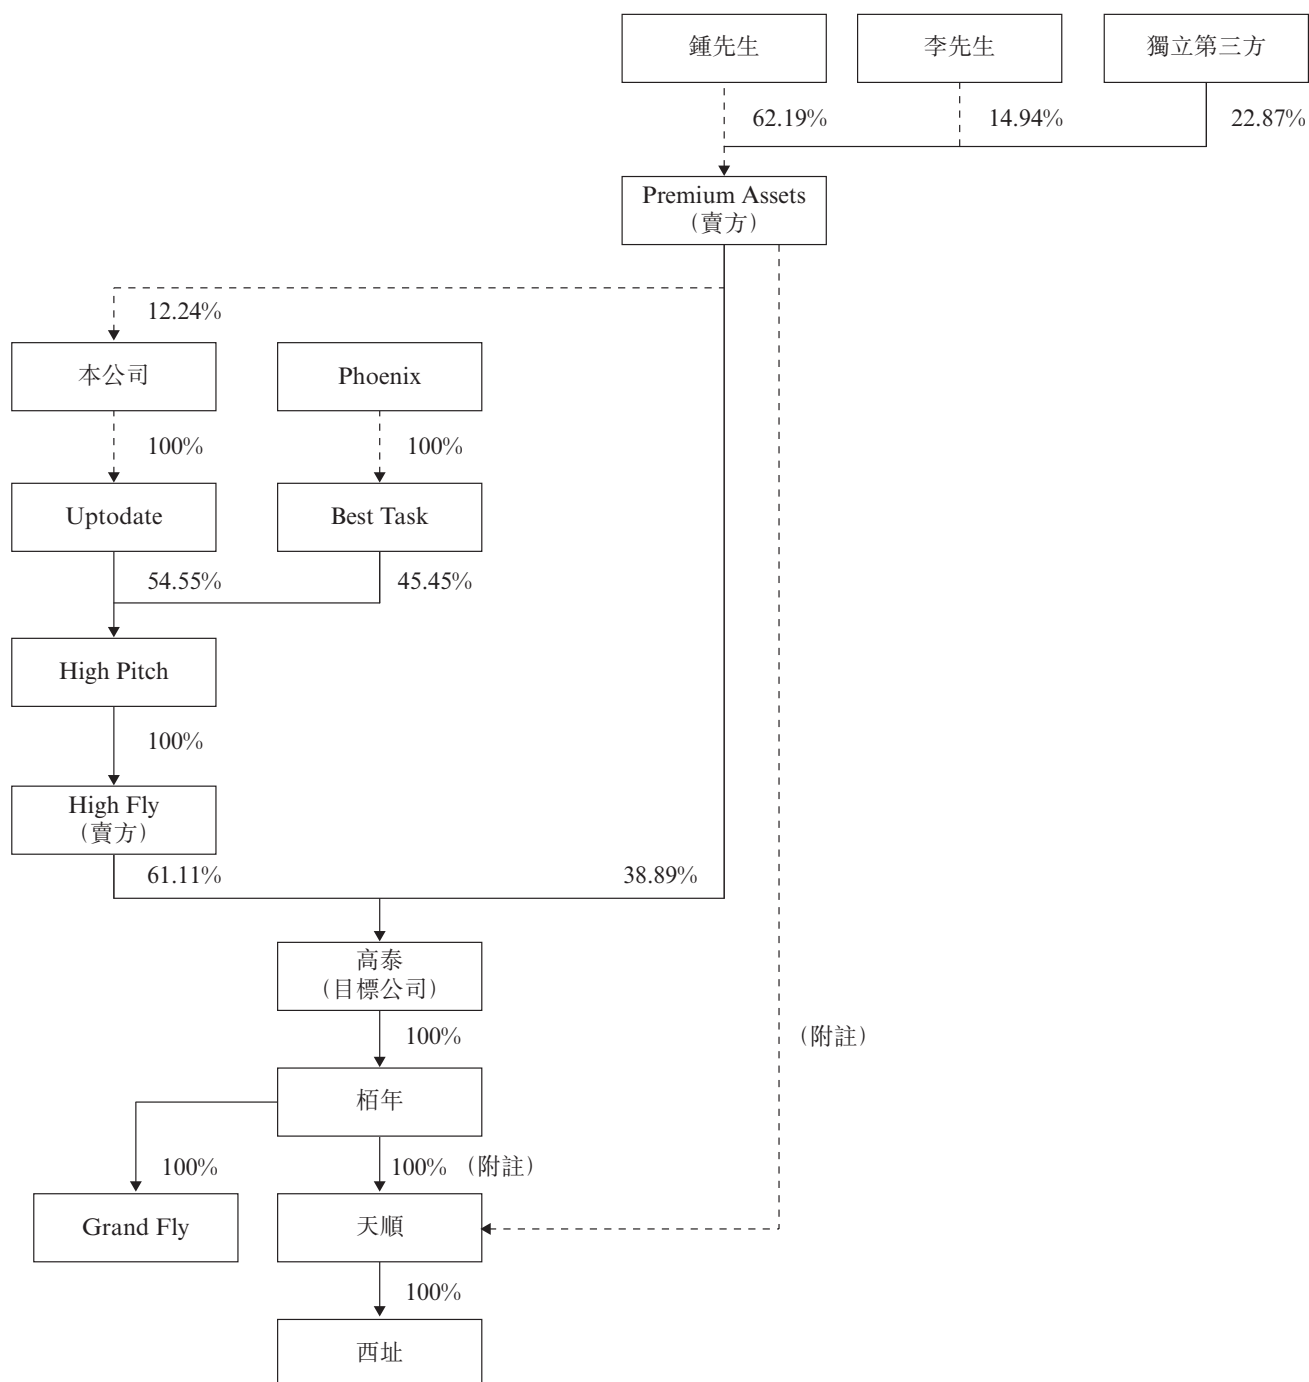 鍾先生
李先生
獨立第三方
62.19%
14.94%
22.87%
Premium Assets
（賣方）
12.24%
本公司
Phoenix
100%
100%
Uptodate
Best Task
54.55%
45.45%
High Pitch
100%
High Fly
（賣方）
61.11%
38.89%
高泰
（目標公司）
100%
（附註）
栢年
100%
100%（附註）
Grand Fly
天順
100%
西址